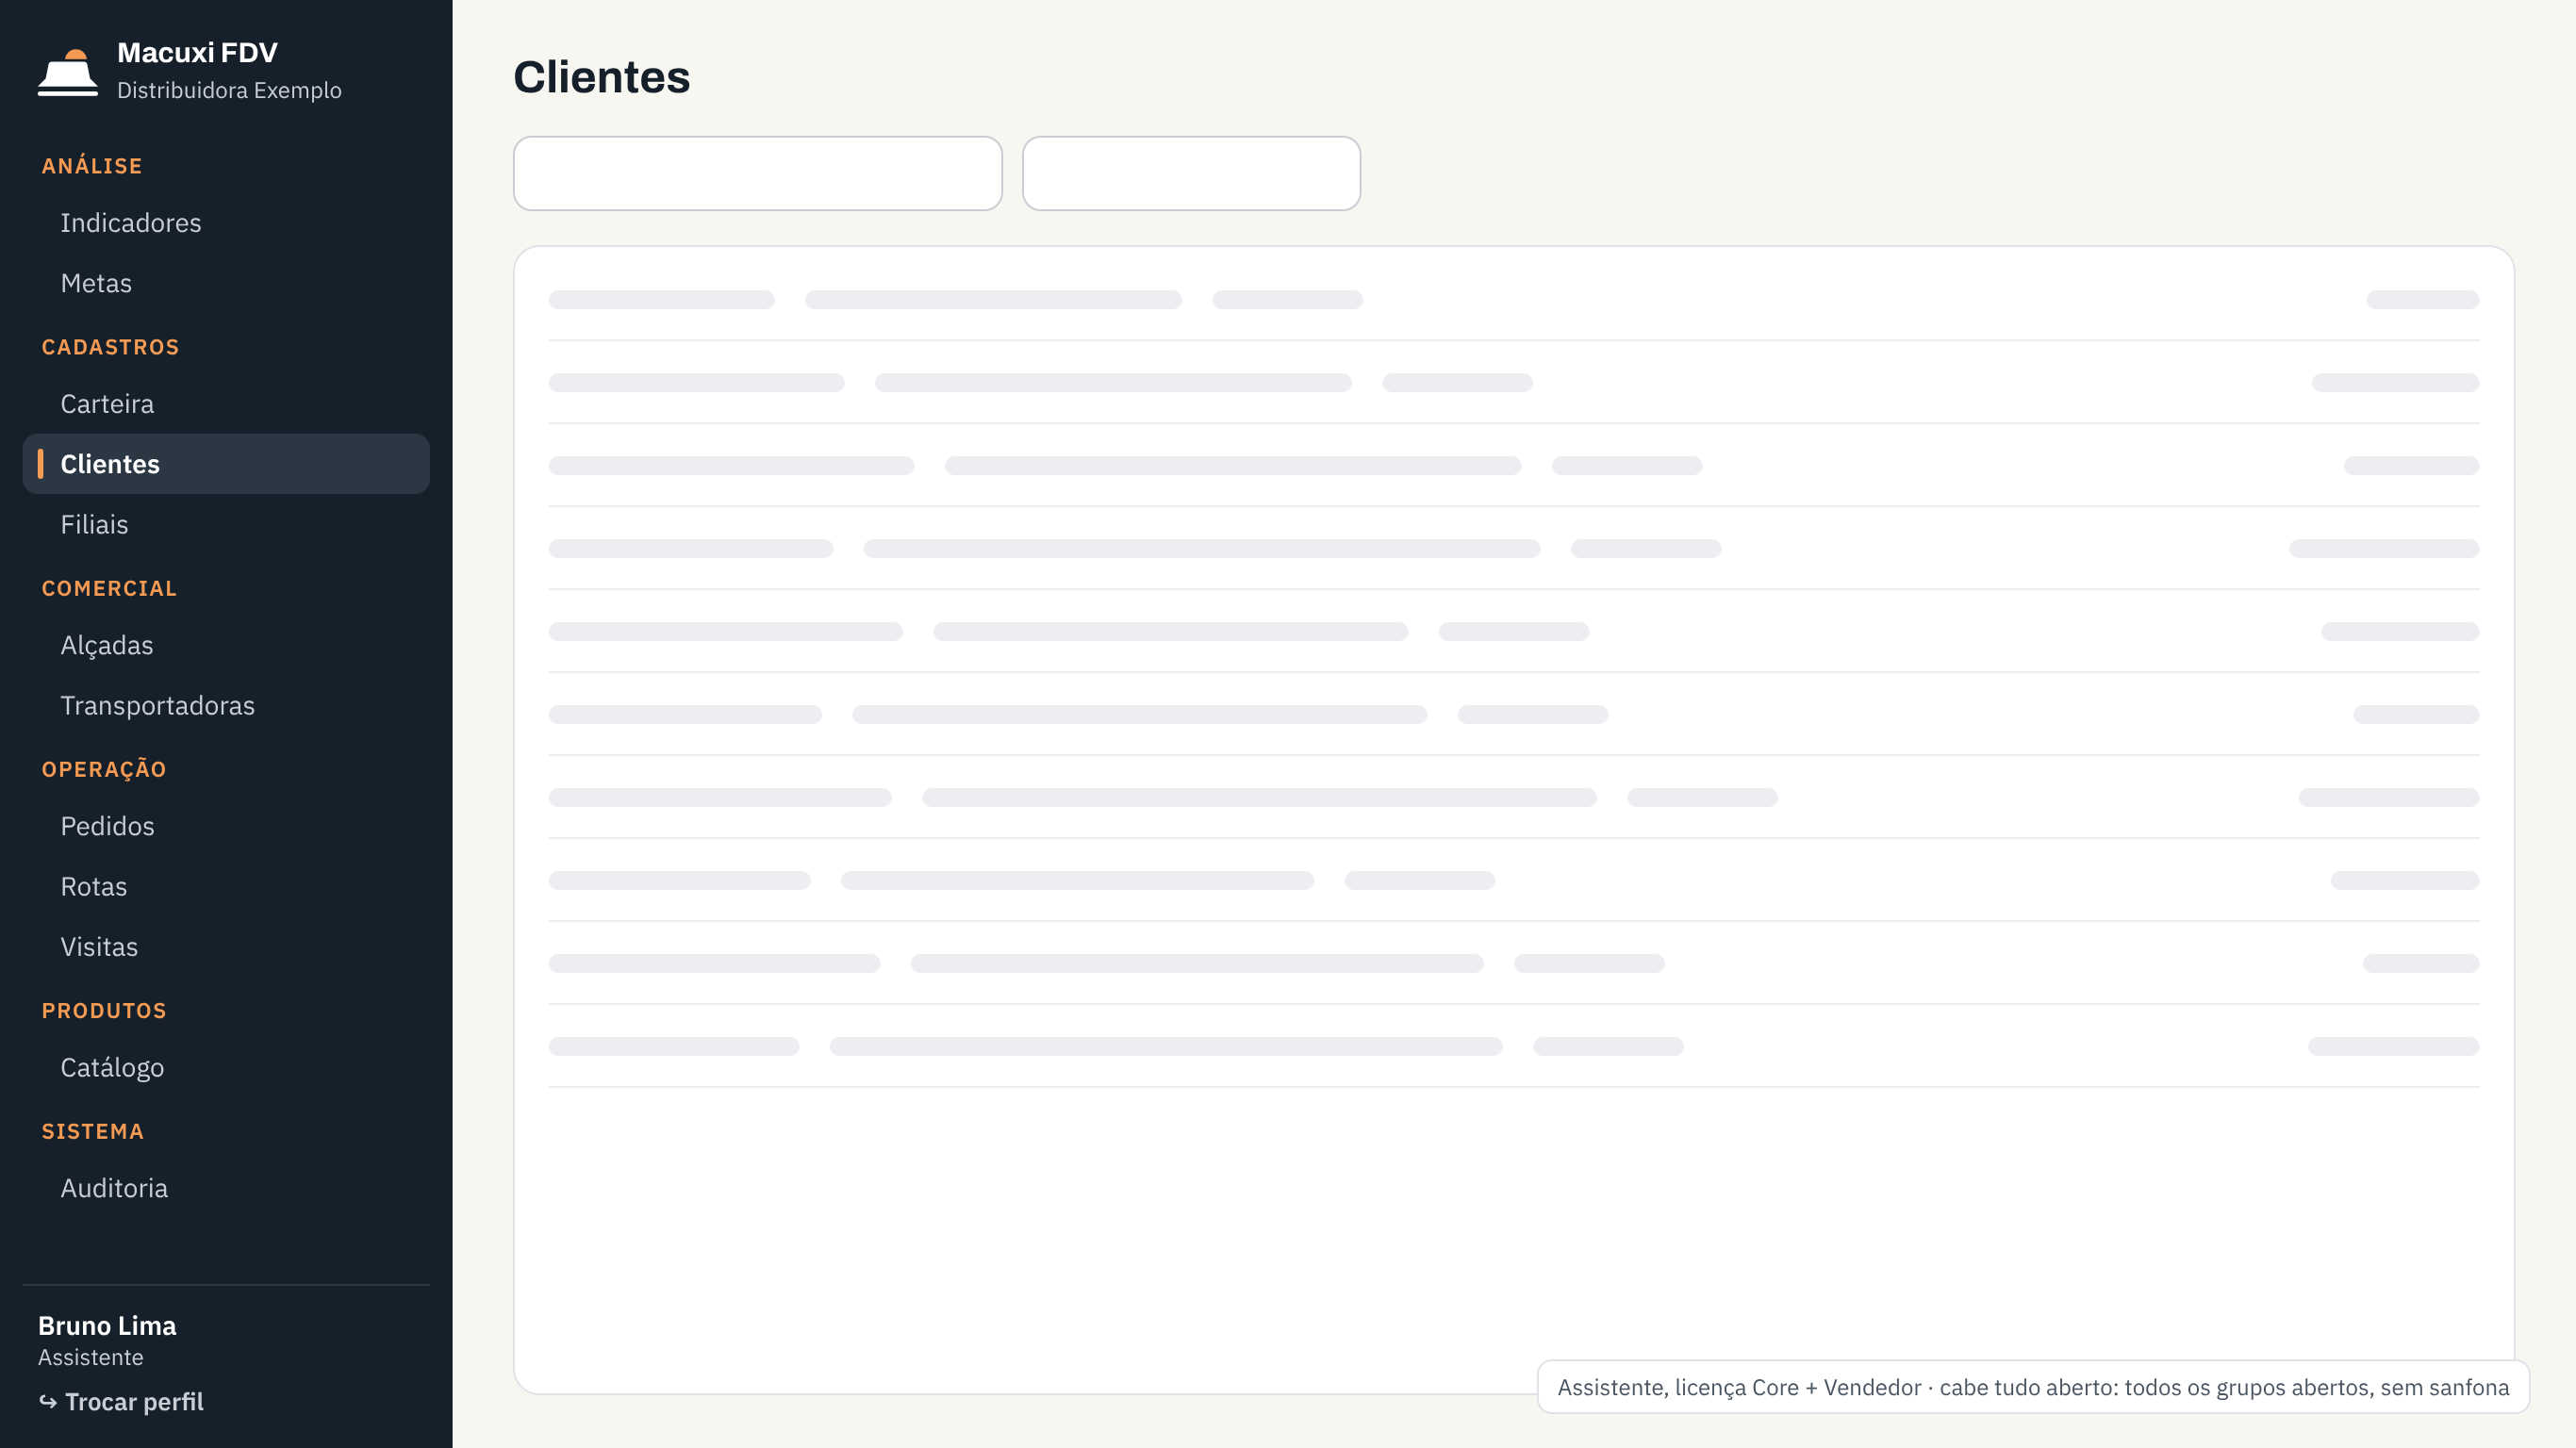 Macuxi FDV
Distribuidora Exemplo
ANÁLISE
Indicadores
Metas
CADASTROS
Carteira
Clientes
Filiais
COMERCIAL
Alçadas
Transportadoras
OPERAÇÃO
Pedidos
Rotas
Visitas
PRODUTOS
Catálogo
SISTEMA
Auditoria
Bruno Lima
Assistente
↪ Trocar perfil
Clientes
Assistente, licença Core + Vendedor · cabe tudo aberto: todos os grupos abertos, sem sanfona